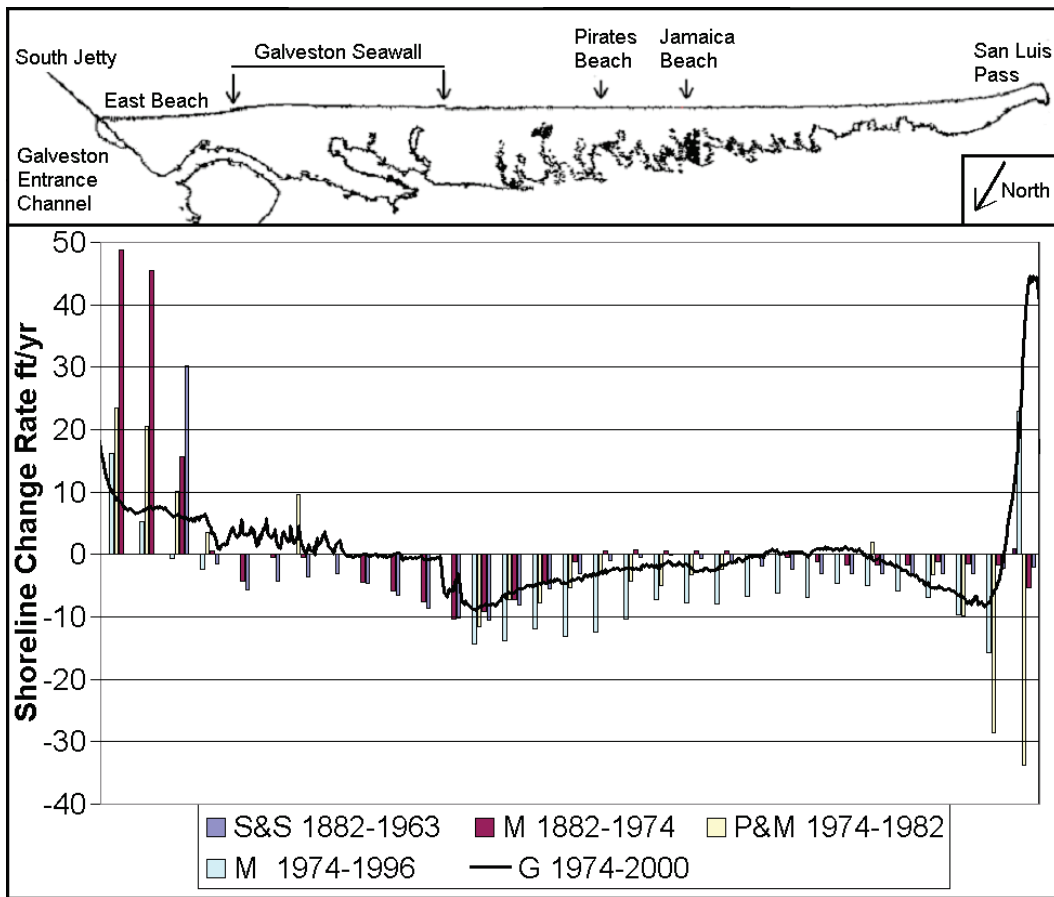 South Jetty
Galveston Seawall
Pirates
Beach
Jamaica
Beach
San Luis
Pass
East Beach
Galveston
Entrance
Channel
North
Shoreline Change Rate ft/yr
50
40
30
20
10
0
-10
-20
-30
-40
S&S 1882-1963
M 1882-1974
P&M 1974-1982
M 1974-1996
G 1974-2000